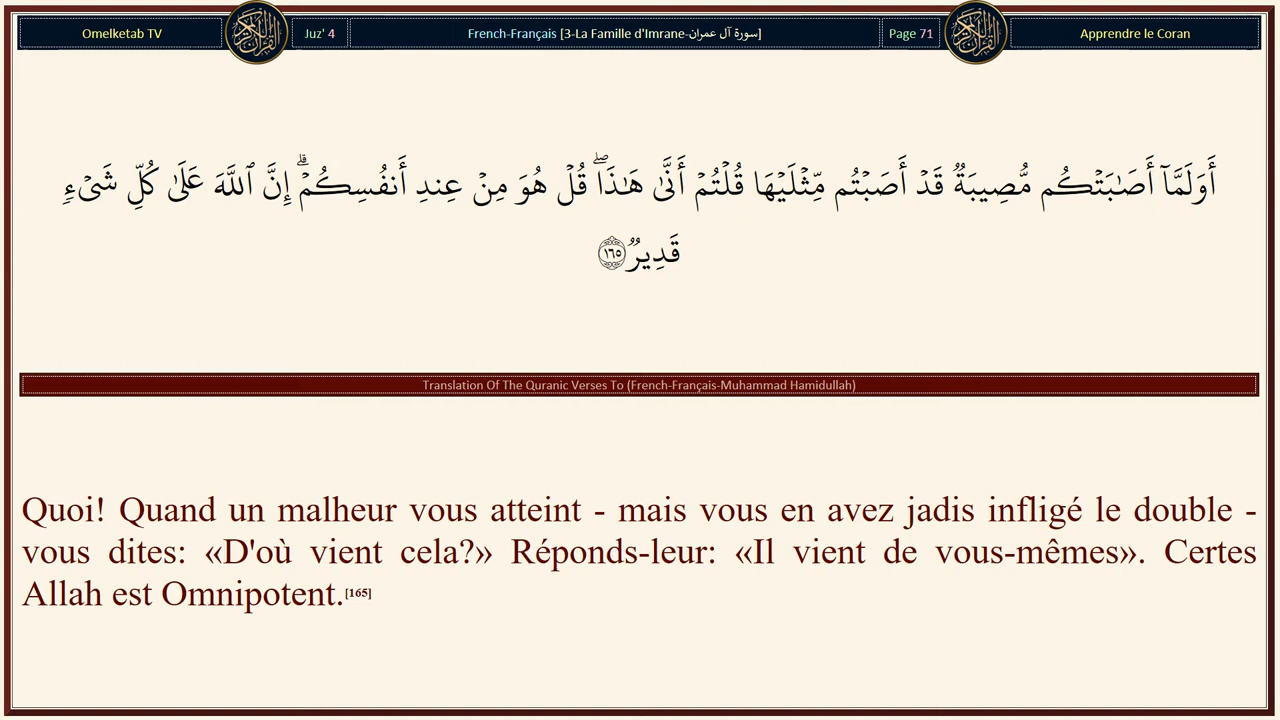 Omelketab TV
Juz' 4
French-Français [3-La Famille d'Imrane-سورة آل عمران]
Page 71
Apprendre le Coran
أَوَلَمَّآ أَصَٰبَتْكُم مُّصِيبَةٌ قَدْ أَصَبْتُم مِّثْلَيْهَا قُلْتُمْ أَنَّىٰ هَٰذَا ۖ قُلْ هُوَ مِنْ عِندِ أَنفُسِكُمْ ۗ إِنَّ ٱللَّهَ عَلَىٰ كُلِّ شَىْءٍ
قَدِيرٌ ١٦٥
Translation Of The Quranic Verses To (French-Français-Muhammad Hamidullah)
Quoi! Quand un malheur vous atteint - mais vous en avez jadis infligé le double -
vous dites: «D'où vient cela?» Réponds-leur: «Il vient de vous-mêmes». Certes
Allah est Omnipotent.[165]